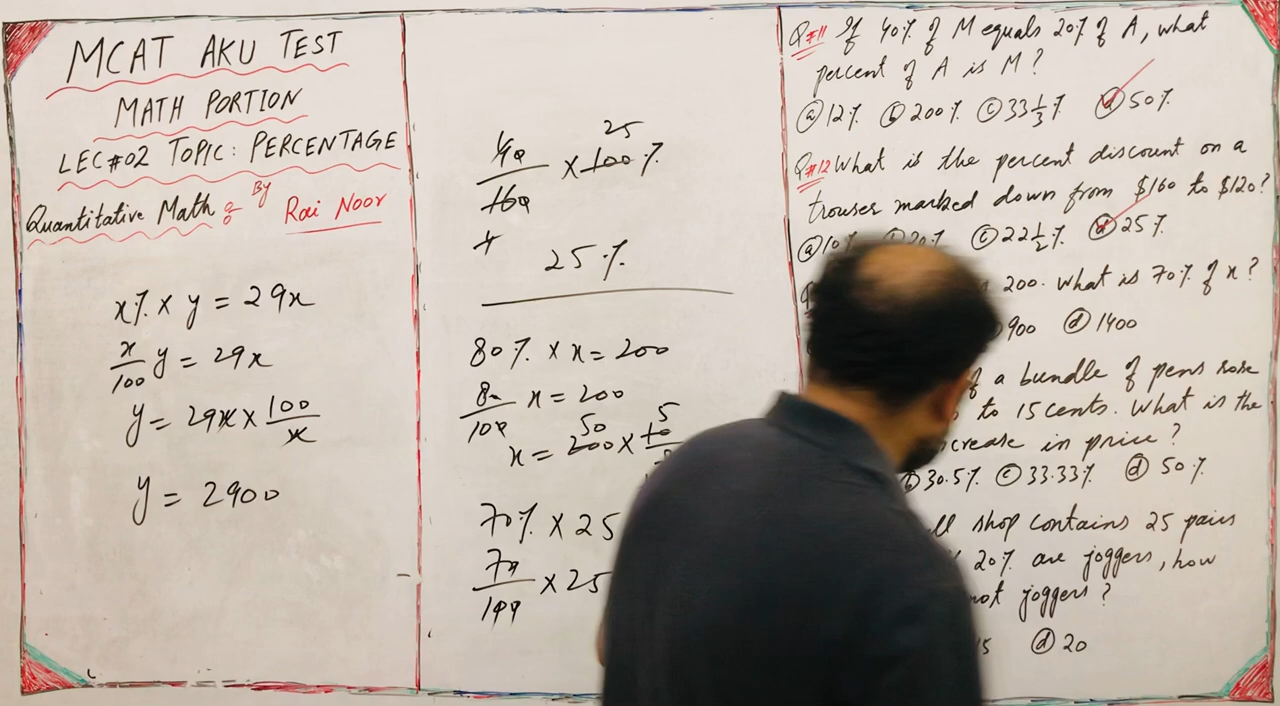 MCAT AKU TEST
MATH PORTION
LEC#02 TOPIC: PERCENTAGE
Quantitative Math By Rai Noor
x% × y = 29x
x/100 y = 29x
y = 29x × 100/x
y = 2900
40/160 × 100%
25
4
25%
80% × x = 200
80/100 x = 200
50 5
x = 200 × 10
70% × 25
70/100 × 25
Q#11 If 40% of M equals 20% of A, what
percent of A is M?
(a) 12% (b) 200% (c) 33 1/3% (d) 50%
Q#12 What is the percent discount on a
trouser marked down from $160 to $120?
(a) 10% 20% (c) 22 1/2% (d) 25%
200. What is 70% of x?
900 (d) 1400
of a bundle of pens rose
to 15 cents. What is the
crease in price?
(b) 30.5% (c) 33.33% (d) 50%
shop contains 25 pairs
20% are joggers, how
not joggers?
15 (d) 20